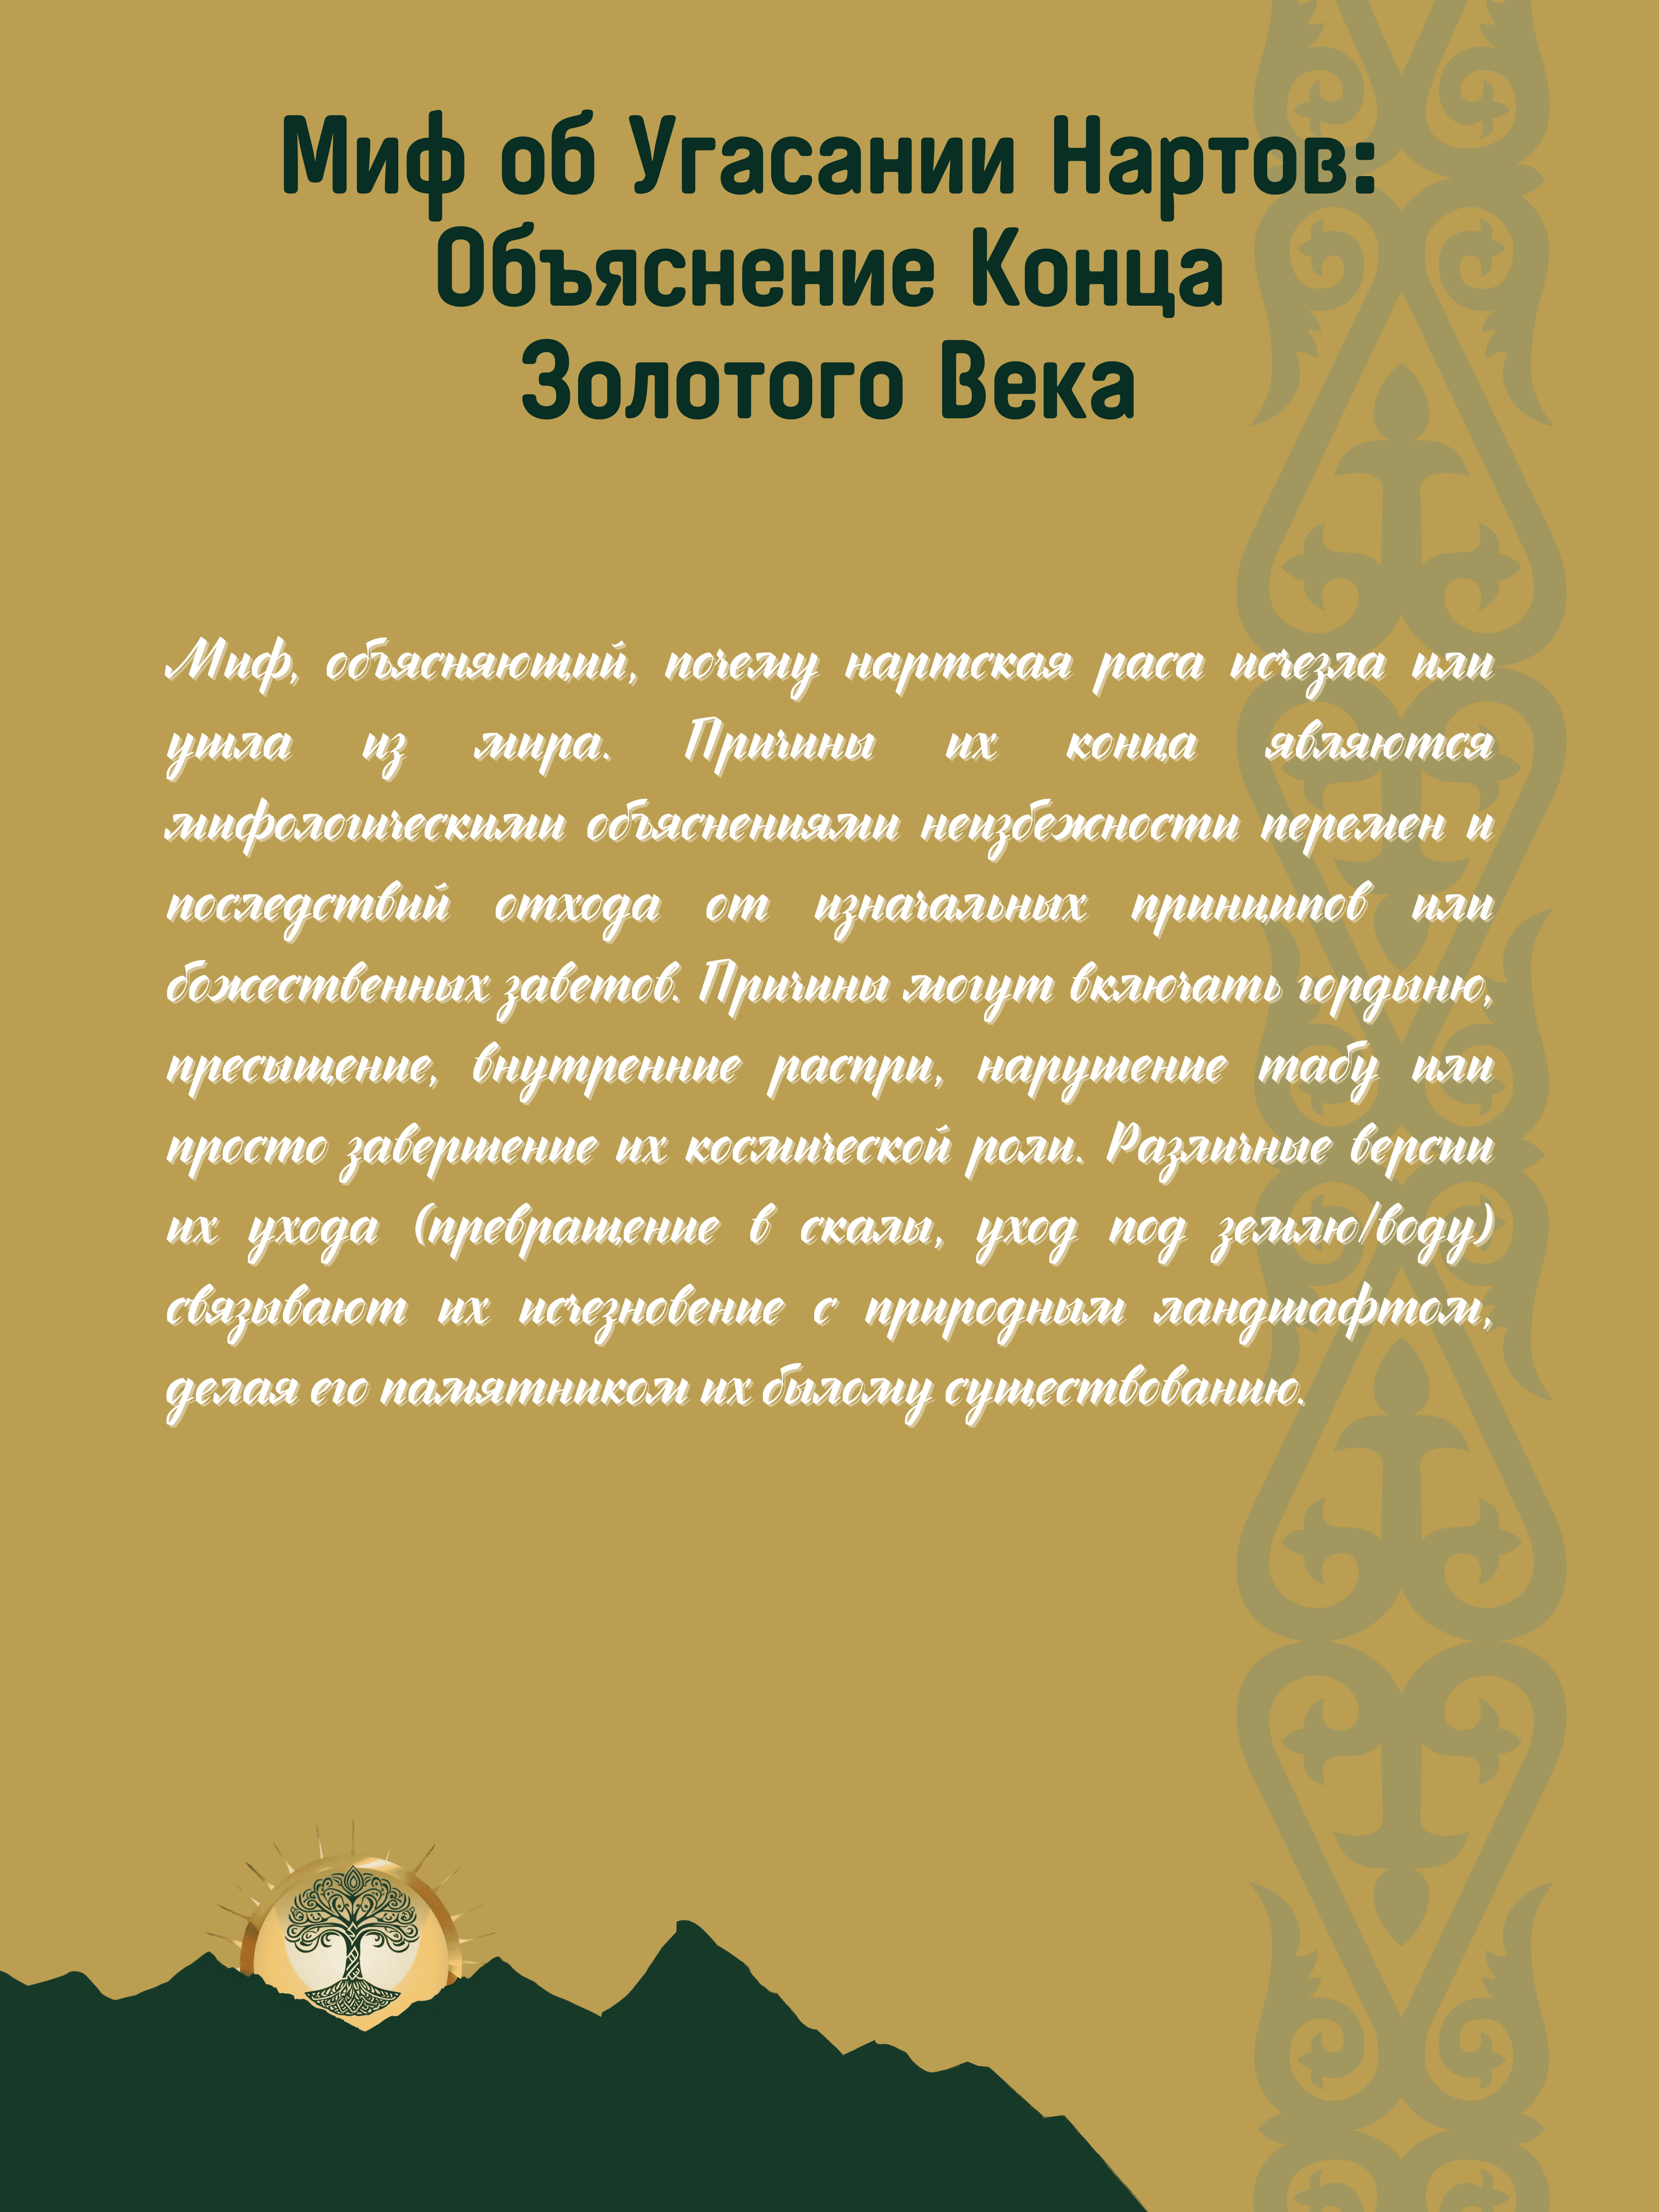 Миф об Угасании Нартов:
Объяснение Конца
Золотого Века
Миф, объясняющий, почему нартская раса исчезла или
ушла из мира. Причины их конца являются
мифологическими объяснениями неизбежности перемен и
последствий отхода от изначальных принципов или
божественных заветов. Причины могут включать гордыню,
пресыщение, внутренние распри, нарушение табу или
просто завершение их космической роли. Различные версии
их ухода (превращение в скалы, уход под землю/воду)
связывают их исчезновение с природным ландшафтом,
делая его памятником их былому существованию.